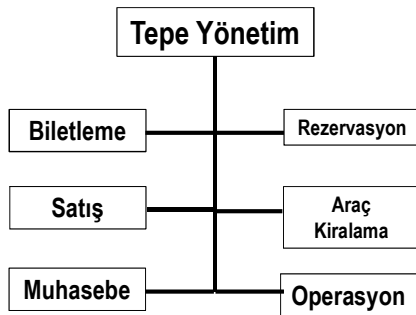 Tepe Yönetim
Biletleme
Rezervasyon
Satış
Araç
Kiralama
Muhasebe
Operasyon